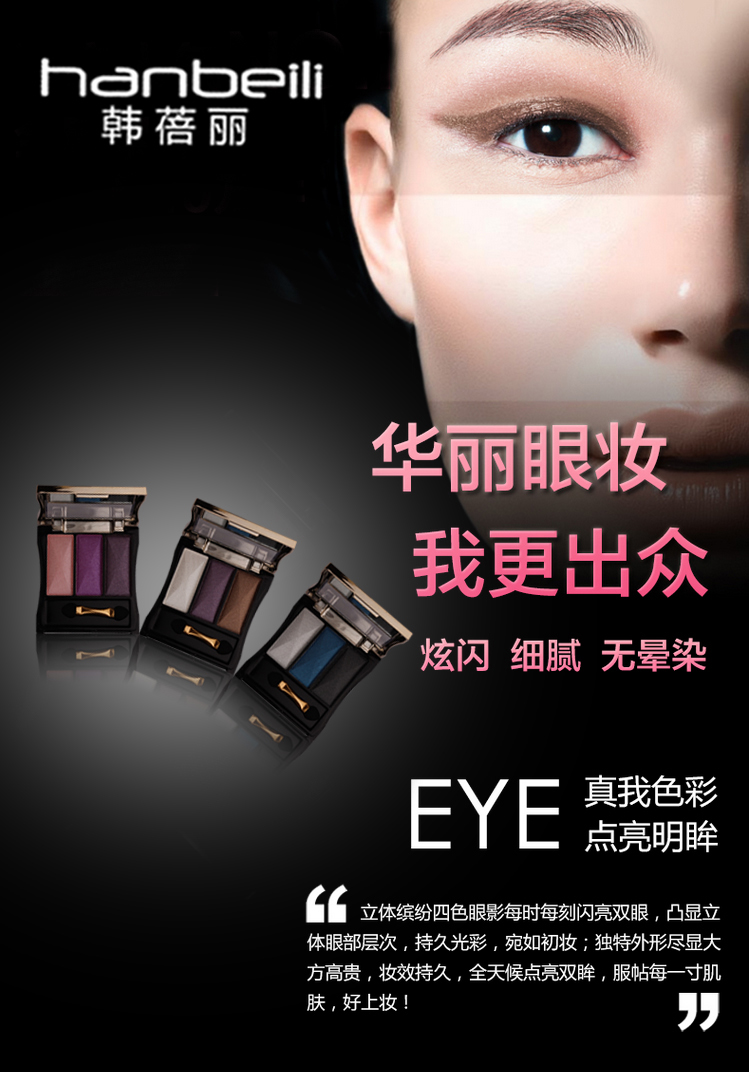 hanbeili
韩蓓丽
华丽眼妆
我更出众
炫闪 细腻 无晕染
EYE
真我色彩
点亮明眸
“立体缤纷四色眼影每时每刻闪亮双眼，凸显立
体眼部层次，持久光彩，宛如初妆；独特外形尽显大
方高贵，妆效持久，全天候点亮双眸，服帖每一寸肌
肤，好上妆！”